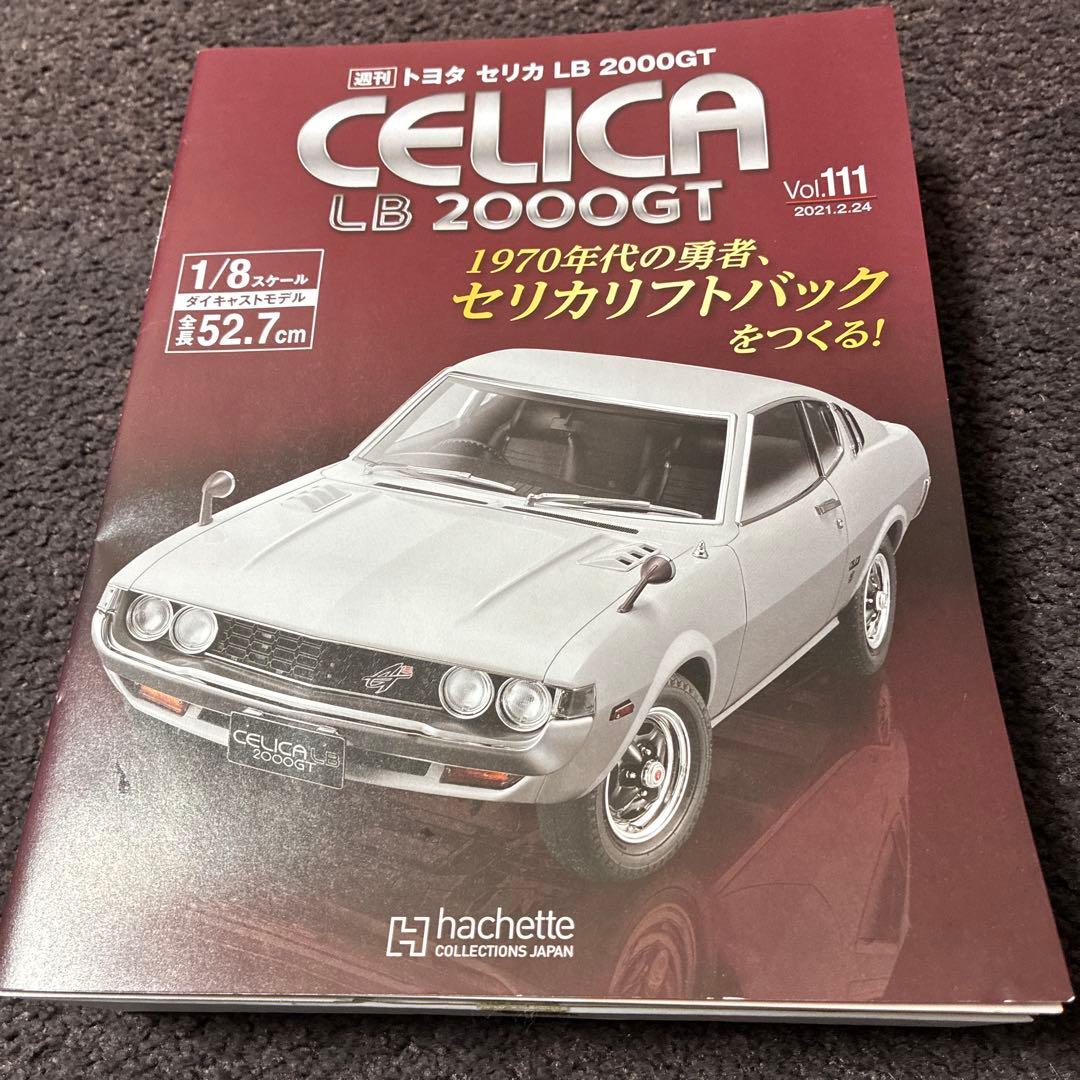 週刊 トヨタ セリカ LB 2000GT
CELICA
LB 2000GT
Vol.111
2021.2.24
1/8スケール
ダイキャストモデル
全長52.7cm
1970年代の勇者、
セリカリフトバック
をつくる!
CELICA LB
2000GT
hachette
COLLECTIONS JAPAN